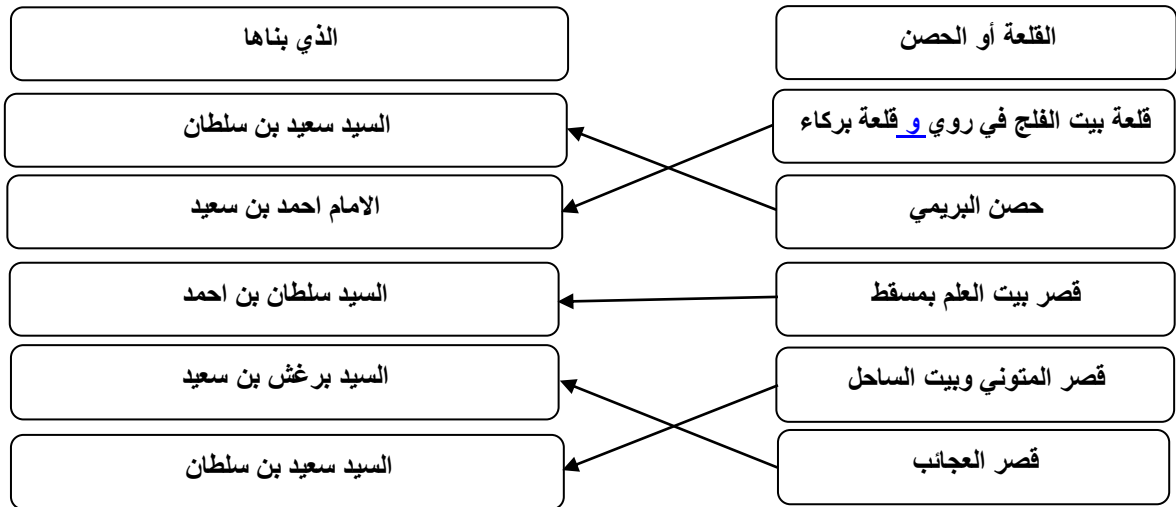 القلعة أو الحصن
الذي بناها
قلعة بيت الفلج في روي و قلعة بركاء
السيد سعيد بن سلطان
حصن البريمي
الامام احمد بن سعيد
قصر بيت العلم بمسقط
السيد سلطان بن احمد
قصر المتوني وبيت الساحل
السيد برغش بن سعيد
قصر العجائب
السيد سعيد بن سلطان